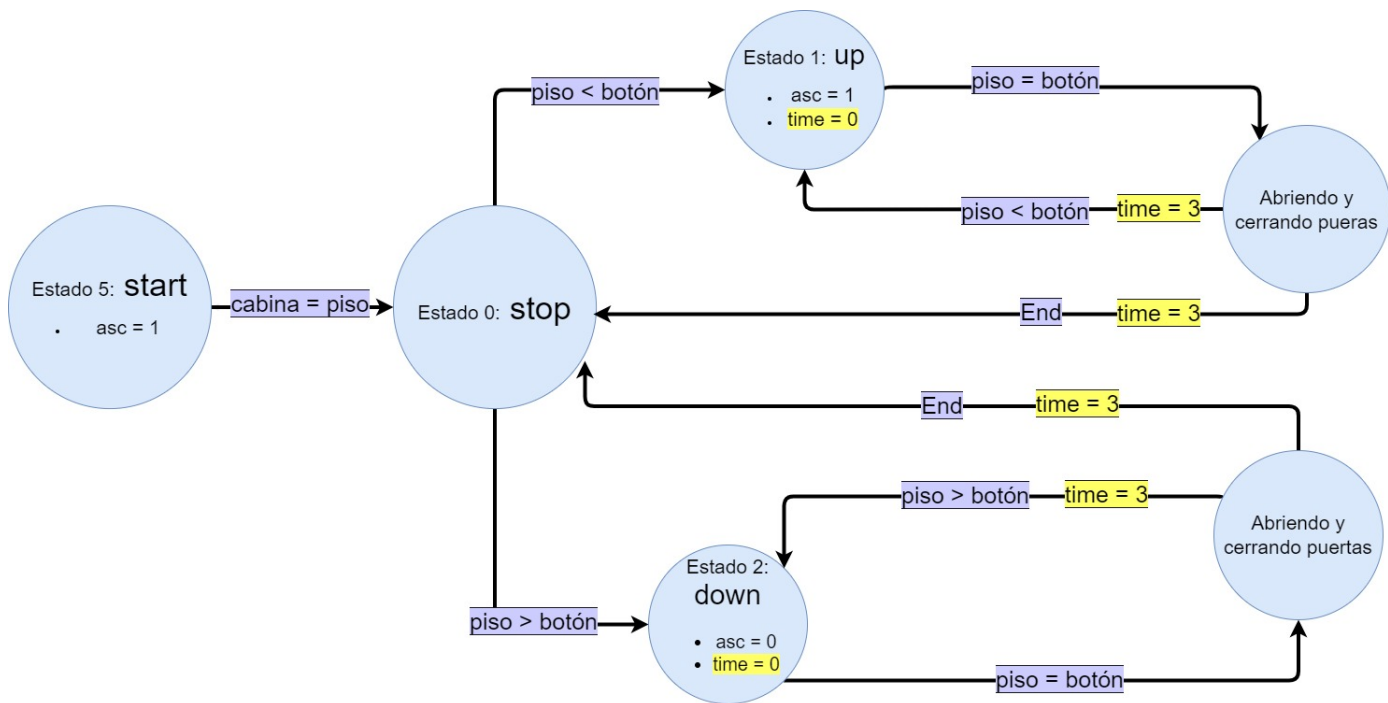 Estado 1: up
• asc = 1
• time = 0
piso < botón
piso = botón
Abriendo y
cerrando pueras
piso < botón
time = 3
Estado 5: start
• asc = 1
cabina = piso
Estado 0: stop
End
time = 3
End
time = 3
piso > botón
time = 3
Abriendo y
cerrando puertas
Estado 2:
down
• asc = 0
• time = 0
piso > botón
piso = botón